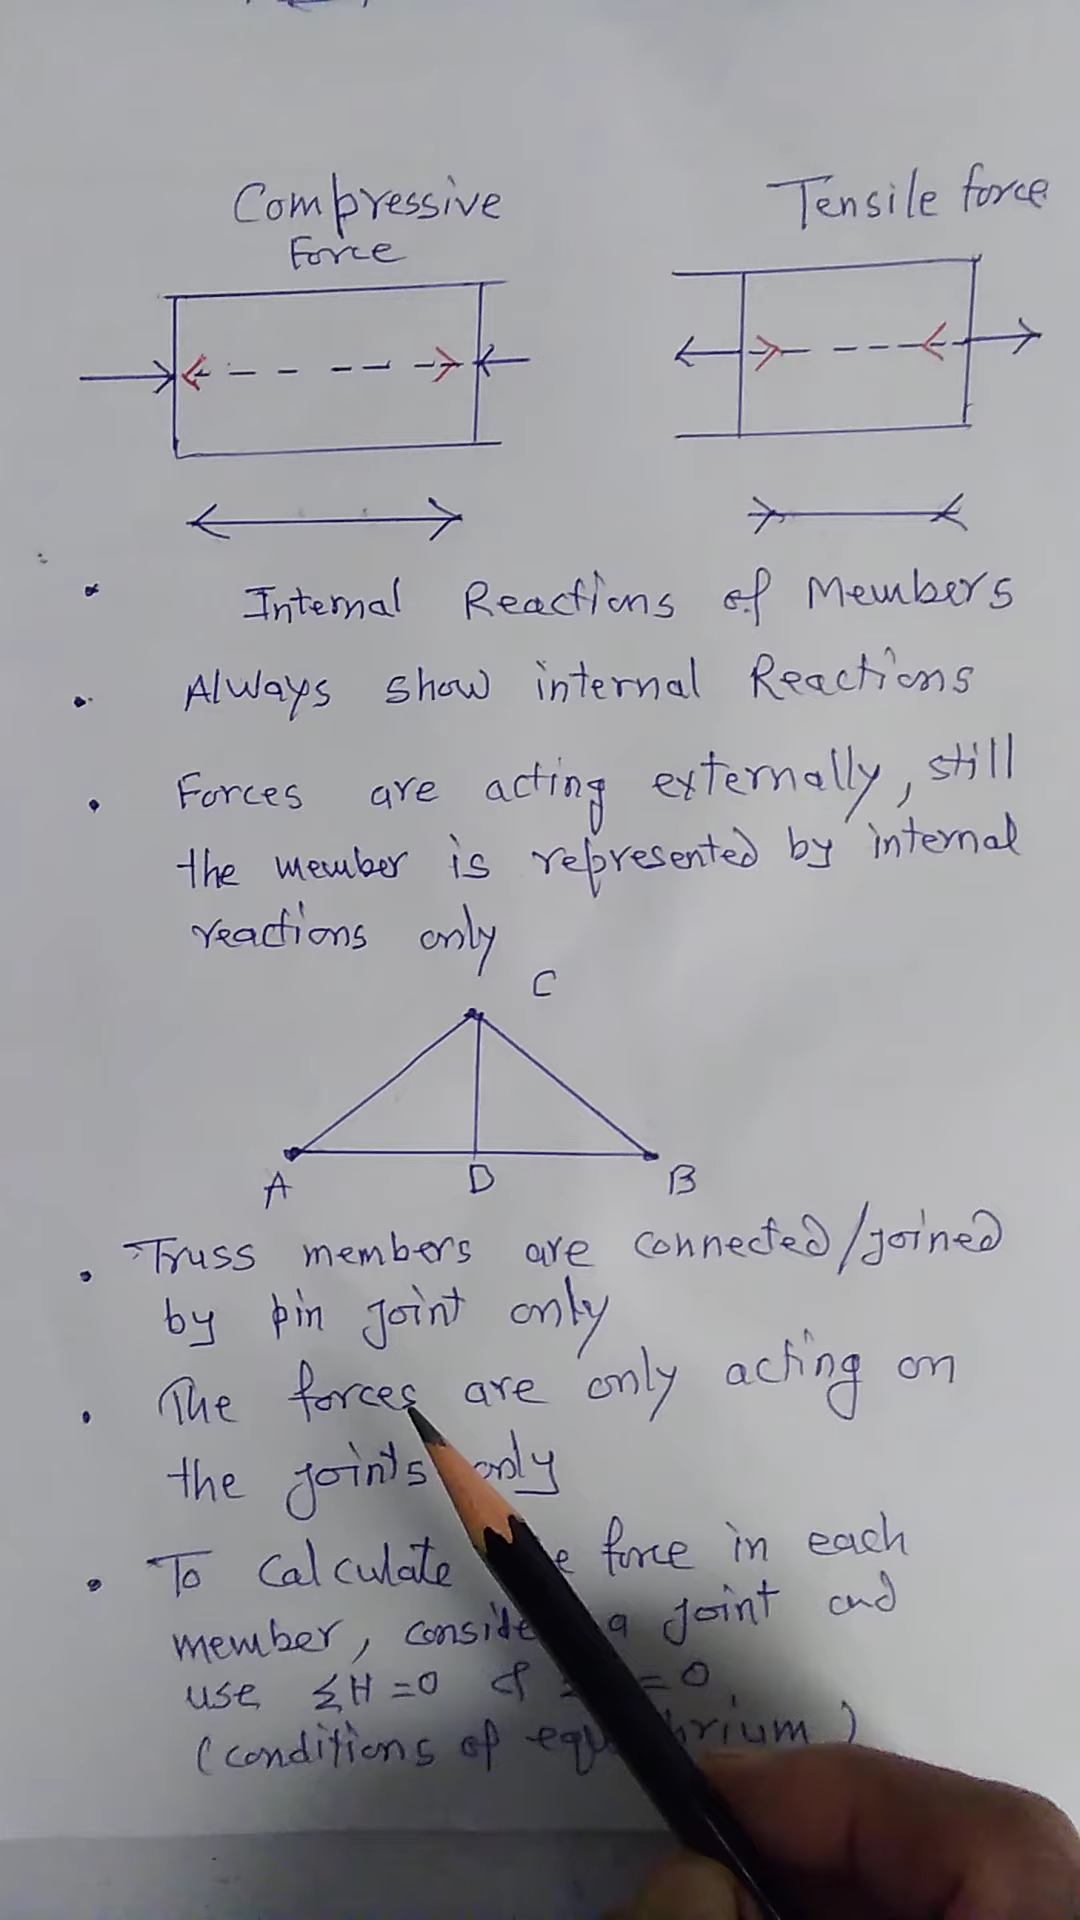 Compressive
Force
Tensile force
Internal Reactions of Members
Always show internal Reactions
Forces are acting externally, still
the member is represented by internal
reactions only
C
A D B
Truss members are connected/joined
by pin joint only
The forces are only acting on
the joints only
To Calculate force in each
member, a joint and
use ΣH=0 & =0
(conditions of